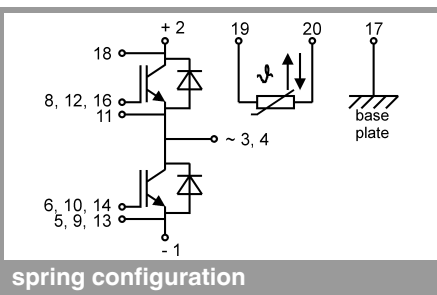 + 2
19
20
17
18
8, 12, 16
11
ϑ
base
plate
~ 3, 4
6, 10, 14
5, 9, 13
- 1
spring configuration